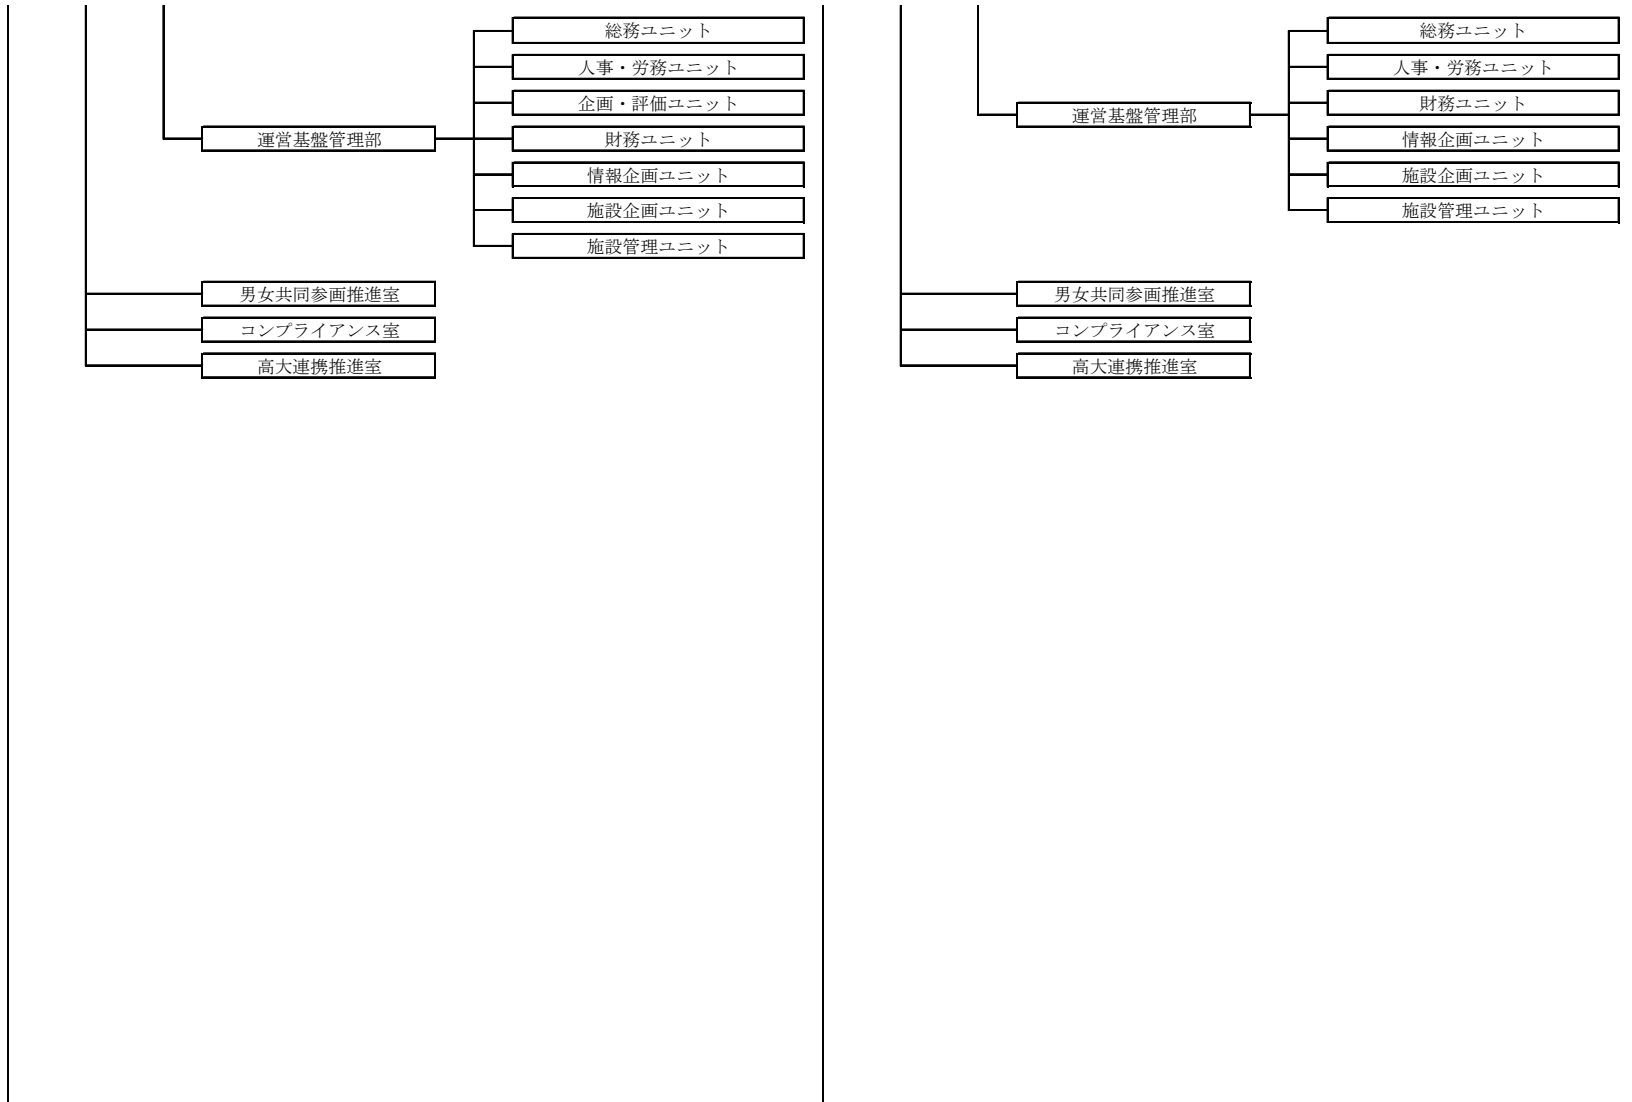 総務ユニット
人事・労務ユニット
企画・評価ユニット
運営基盤管理部
財務ユニット
情報企画ユニット
施設企画ユニット
施設管理ユニット
男女共同参画推進室
コンプライアンス室
高大連携推進室
総務ユニット
人事・労務ユニット
財務ユニット
運営基盤管理部
情報企画ユニット
施設企画ユニット
施設管理ユニット
男女共同参画推進室
コンプライアンス室
高大連携推進室